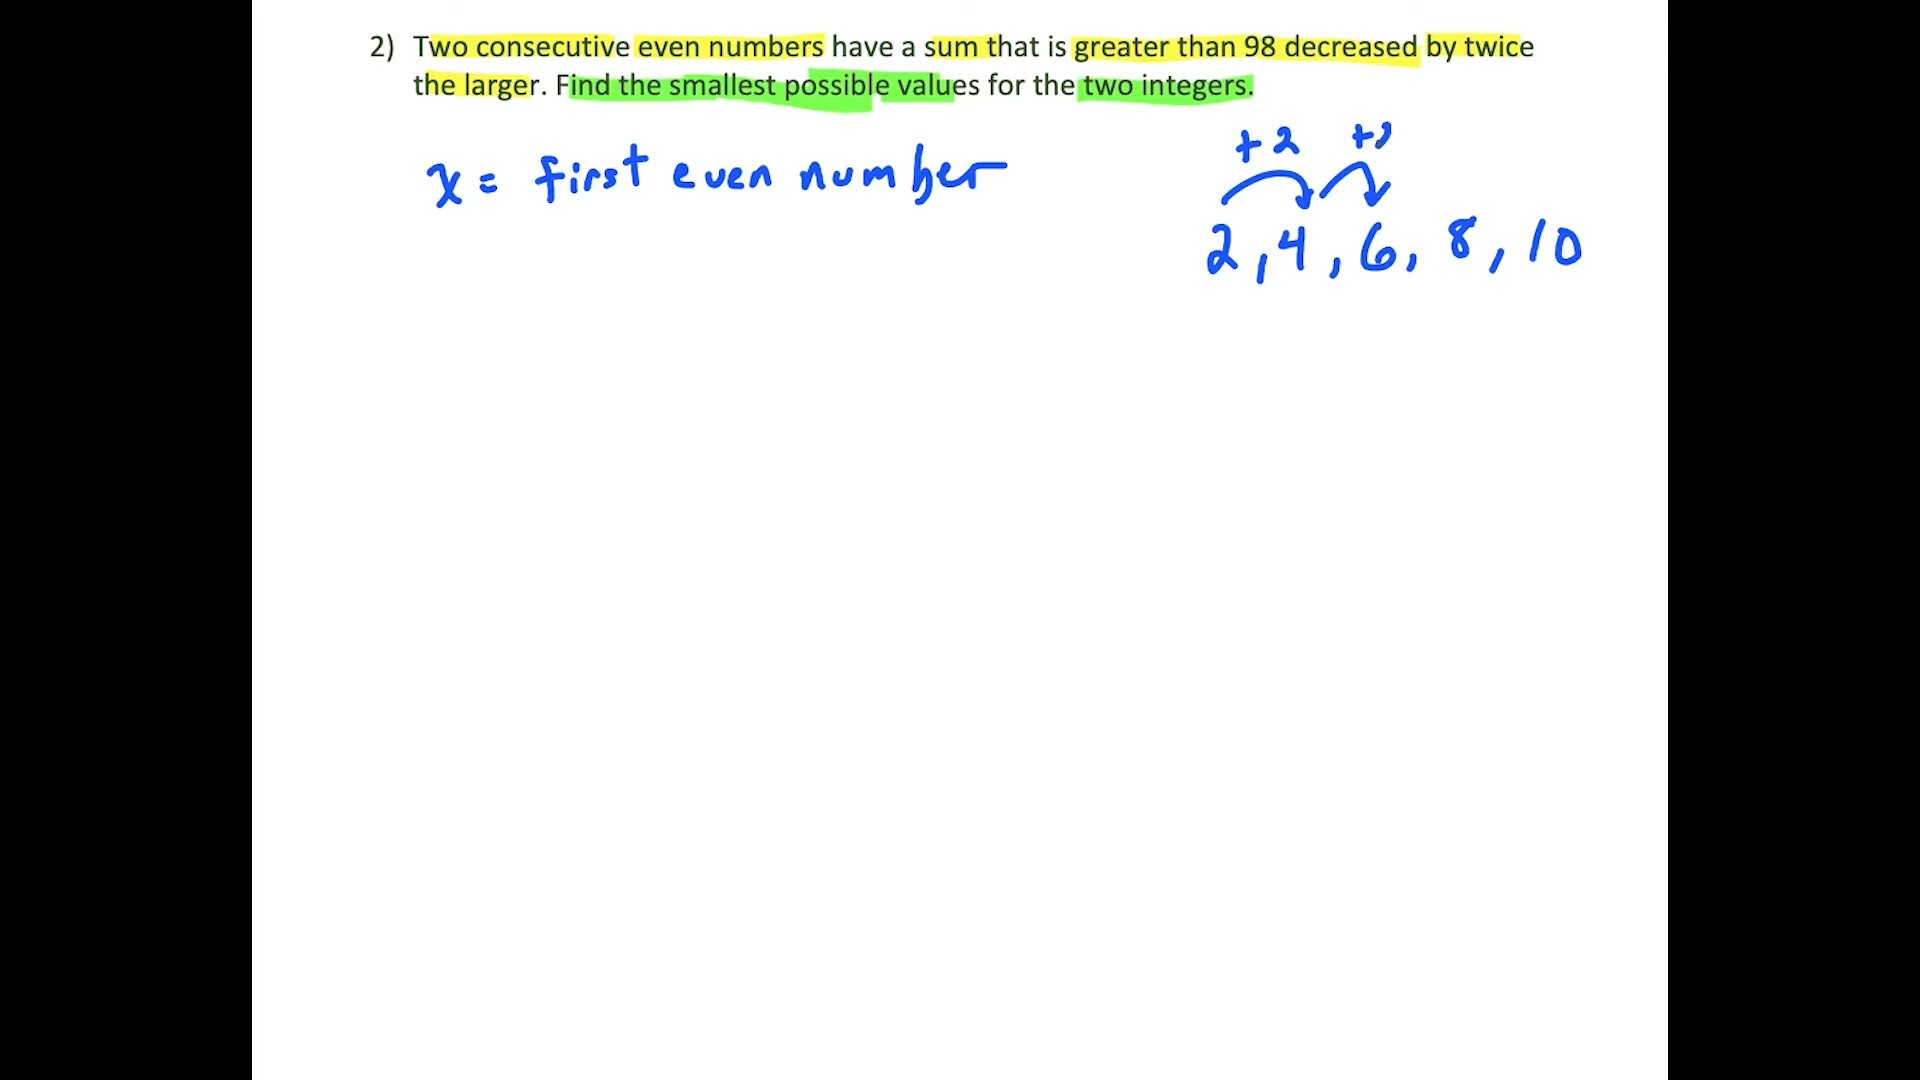 2) Two consecutive even numbers have a sum that is greater than 98 decreased by twice
the larger. Find the smallest possible values for the two integers.
x = first even number
+2 +2
2, 4, 6, 8, 10